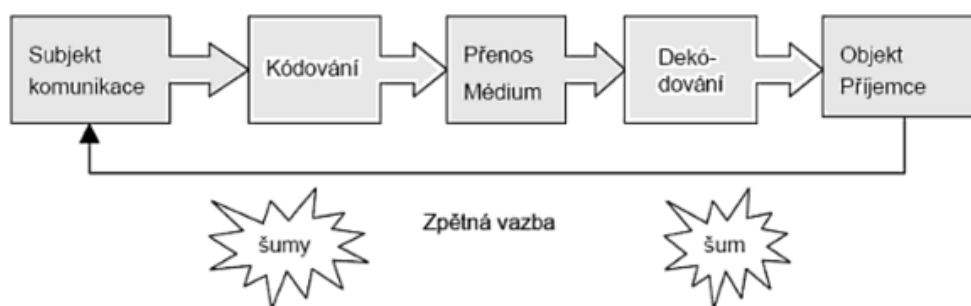 Subjekt
komunikace
Kódování
Přenos
Médium
Dekó-
dování
Objekt
Příjemce
Zpětná vazba
šumy
šum